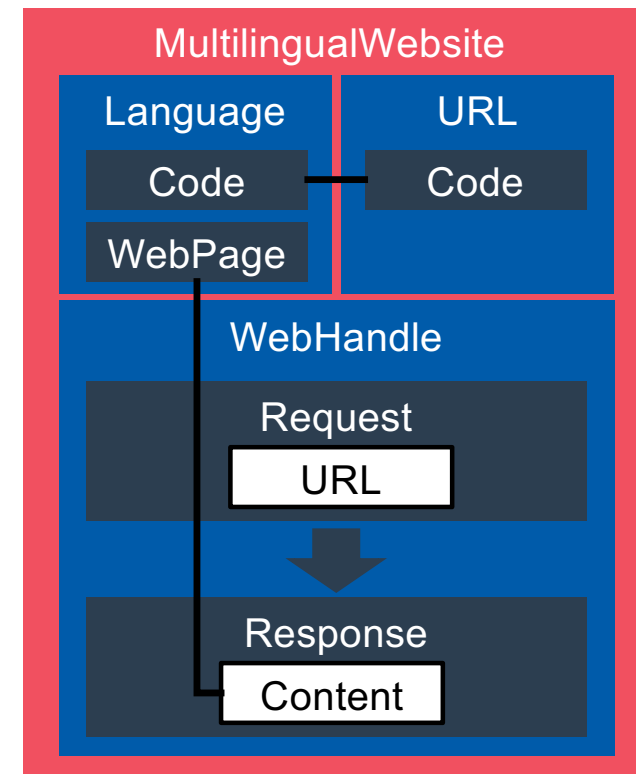 MultilingualWebsite
Language
URL
Code
Code
WebPage
WebHandle
Request
URL
Response
Content